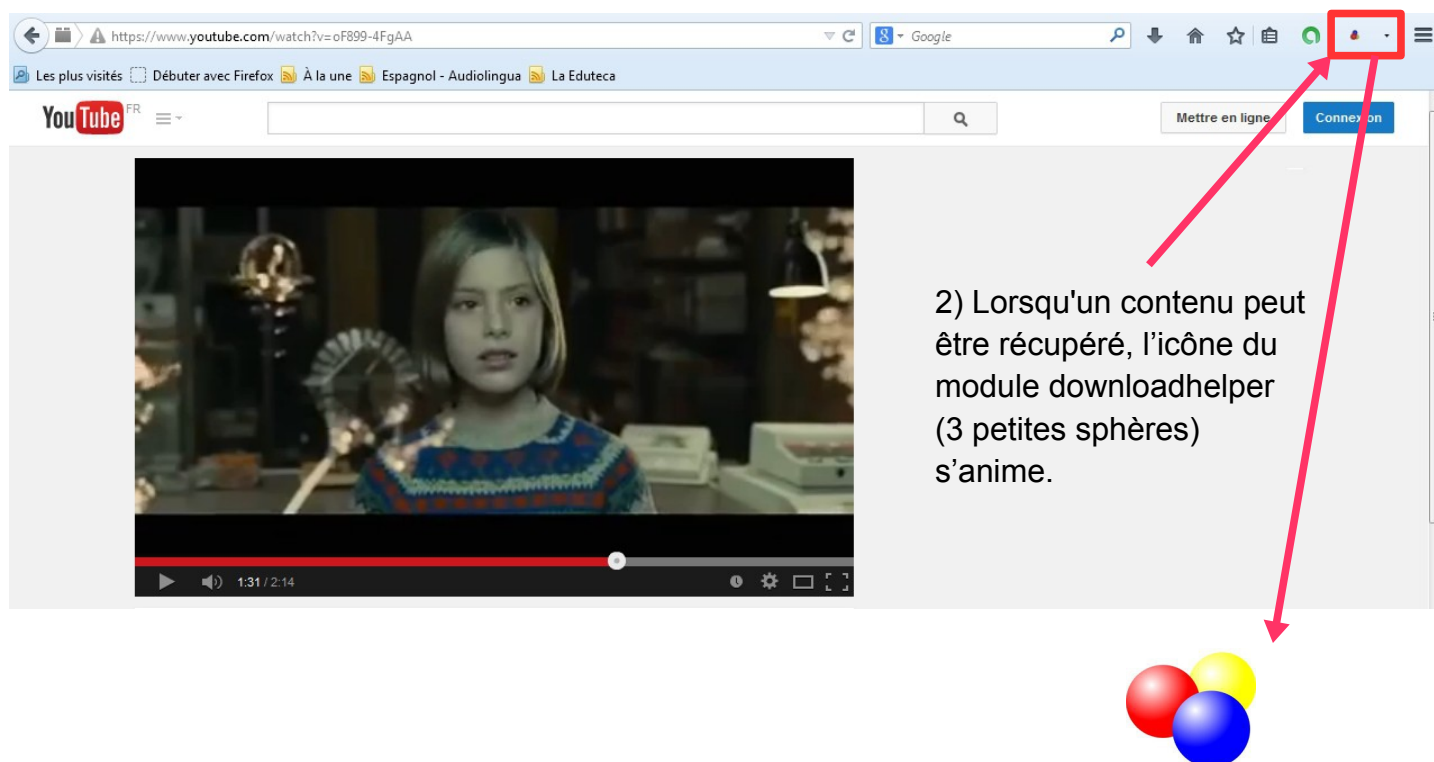 https://www.youtube.com/watch?v=oF899-4FgAA
8 Google
Les plus visités Débuter avec Firefox À la une Espagnol - Audiolingua La Eduteca
YouTube FR
Mettre en ligne
Connexion
2) Lorsqu'un contenu peut
être récupéré, l’icône du
module downloadhelper
(3 petites sphères)
s’anime.
1:31 / 2:14